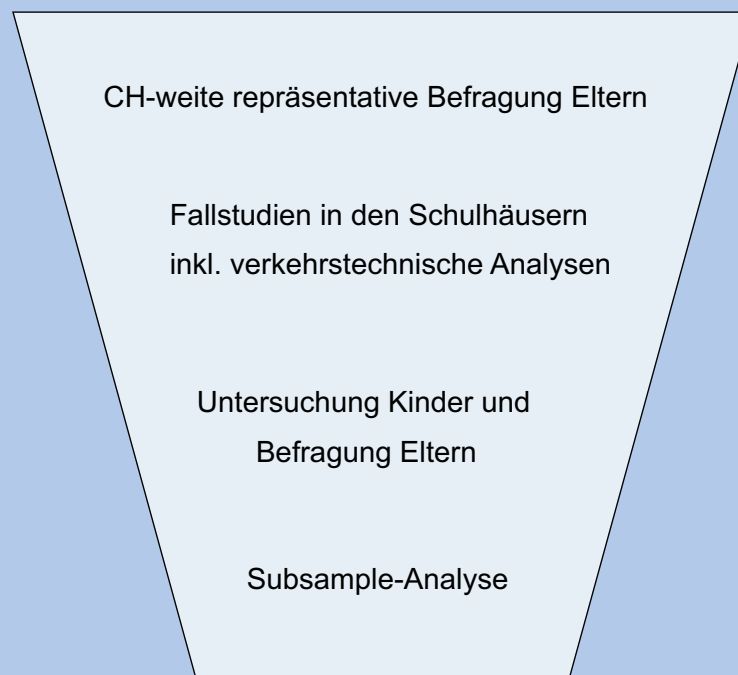 CH-weite repräsentative Befragung Eltern
Fallstudien in den Schulhäusern
inkl. verkehrstechnische Analysen
Untersuchung Kinder und
Befragung Eltern
Subsample-Analyse